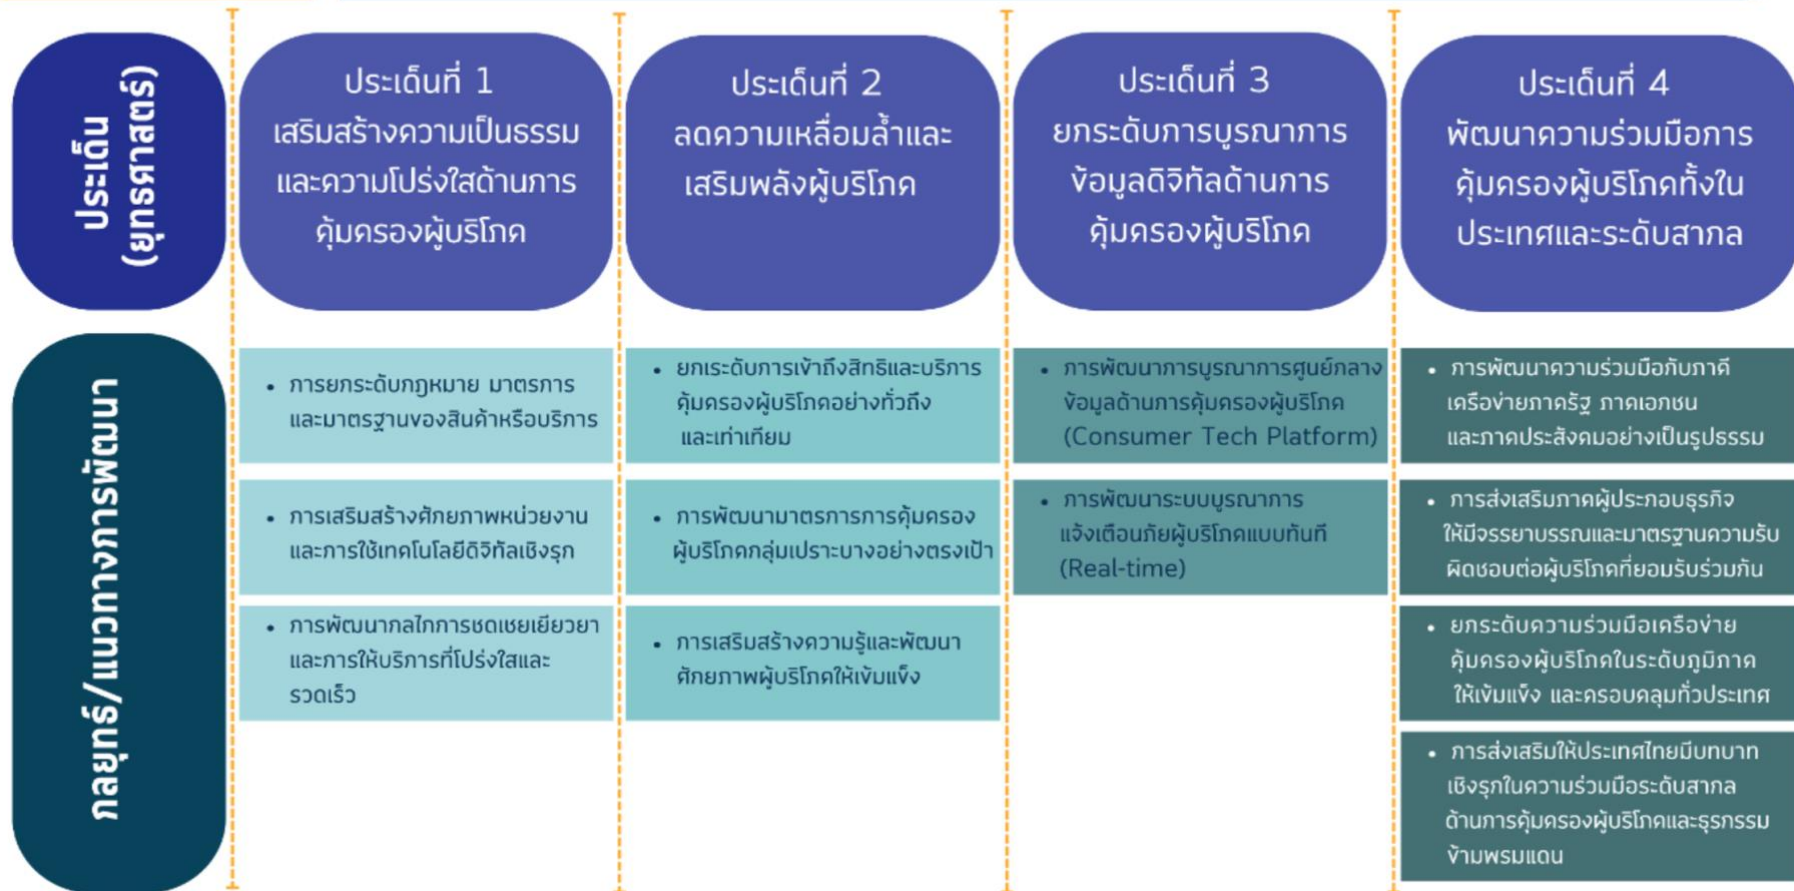 ประเด็น
(ยุทธศาสตร์)
ประเด็นที่ 1
เสริมสร้างความเป็นธรรม
และความโปร่งใสด้านการ
คุ้มครองผู้บริโภค
ประเด็นที่ 2
ลดความเหลื่อมล้ำและ
เสริมพลังผู้บริโภค
ประเด็นที่ 3
ยกระดับการบูรณาการ
ข้อมูลดิจิทัลด้านการ
คุ้มครองผู้บริโภค
ประเด็นที่ 4
พัฒนาความร่วมมือการ
คุ้มครองผู้บริโภคทั้งใน
ประเทศและระดับสากล
กลยุทธ์/แนวทางการพัฒนา
• การยกระดับกฎหมาย มาตรการ
และมาตรฐานของสินค้าหรือบริการ
• การเสริมสร้างศักยภาพหน่วยงาน
และการใช้เทคโนโลยีดิจิทัลเชิงรุก
• การพัฒนากลไกการชดเชยเยียวยา
และการให้บริการที่โปร่งใสและ
รวดเร็ว
• ยกเระดับการเข้าถึงสิทธิและบริการ
คุ้มครองผู้บริโภคอย่างทั่วถึง
และเท่าเทียม
• การพัฒนามาตรการการคุ้มครอง
ผู้บริโภคกลุ่มเปราะบางอย่างตรงเป้า
• การเสริมสร้างความรู้และพัฒนา
ศักยภาพผู้บริโภคให้เข้มแข็ง
• การพัฒนาการบูรณาการศูนย์กลาง
ข้อมูลด้านการคุ้มครองผู้บริโภค
(Consumer Tech Platform)
• การพัฒนาระบบบูรณาการ
แจ้งเตือนภัยผู้บริโภคแบบทันที
(Real-time)
• การพัฒนาความร่วมมือกับภาคี
เครือข่ายภาครัฐ ภาคเอกชน
และภาคประสังคมอย่างเป็นรูปธรรม
• การส่งเสริมภาคผู้ประกอบธุรกิจ
ให้มีจรรยาบรรณและมาตรฐานความรับ
ผิดชอบต่อผู้บริโภคที่ยอมรับร่วมกัน
• ยกระดับความร่วมมือเครือข่าย
คุ้มครองผู้บริโภคในระดับภูมิภาค
ให้เข้มแข็ง และครอบคลุมทั่วประเทศ
• การส่งเสริมให้ประเทศไทยมีบทบาท
เชิงรุกในความร่วมมือระดับสากล
ด้านการคุ้มครองผู้บริโภคและธุรกรรม
ข้ามพรมแดน